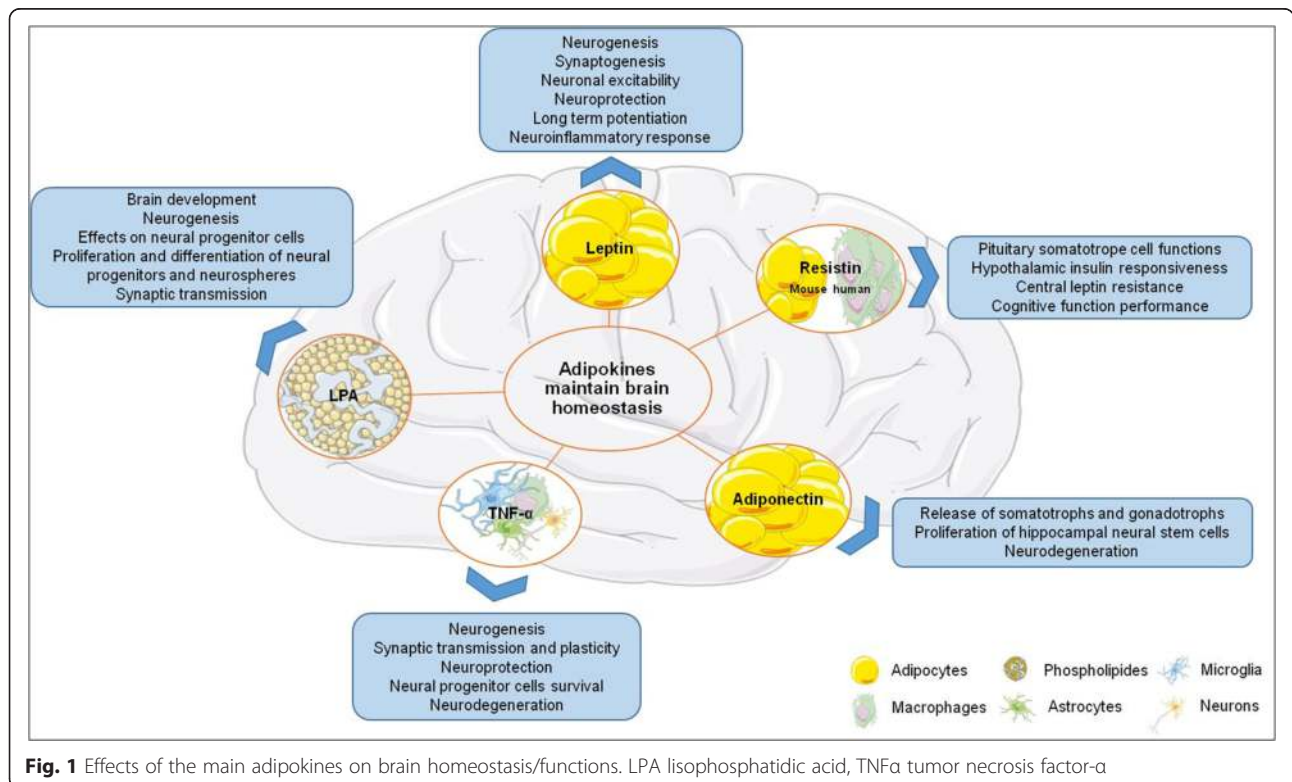 Neurogenesis
Synaptogenesis
Neuronal excitability
Neuroprotection
Long term potentiation
Neuroinflammatory response
Brain development
Neurogenesis
Effects on neural progenitor cells
Proliferation and differentiation of neural
progenitors and neurospheres
Synaptic transmission
Leptin
Resistin
Mouse human
Pituitary somatotrope cell functions
Hypothalamic insulin responsiveness
Central leptin resistance
Cognitive function performance
LPA
Adipokines
maintain brain
homeostasis
TNF-α
Adiponectin
Release of somatotrophs and gonadotrophs
Proliferation of hippocampal neural stem cells
Neurodegeneration
Neurogenesis
Synaptic transmission and plasticity
Neuroprotection
Neural progenitor cells survival
Neurodegeneration
Adipocytes
Phospholipides
Microglia
Macrophages
Astrocytes
Neurons
Fig. 1 Effects of the main adipokines on brain homeostasis/functions. LPA lisophosphatidic acid, TNFα tumor necrosis factor-α